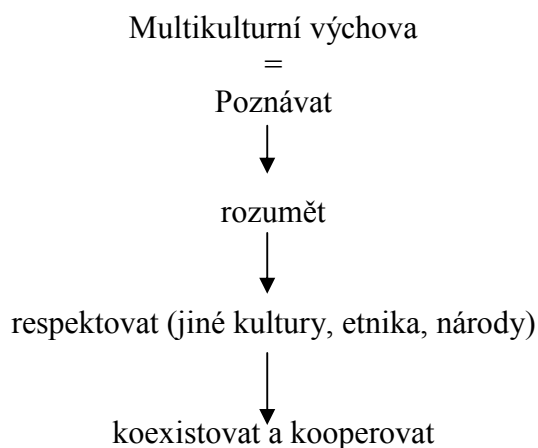 Multikulturní výchova
=
Poznávat
rozumět
respektovat (jiné kultury, etnika, národy)
koexistovat a kooperovat